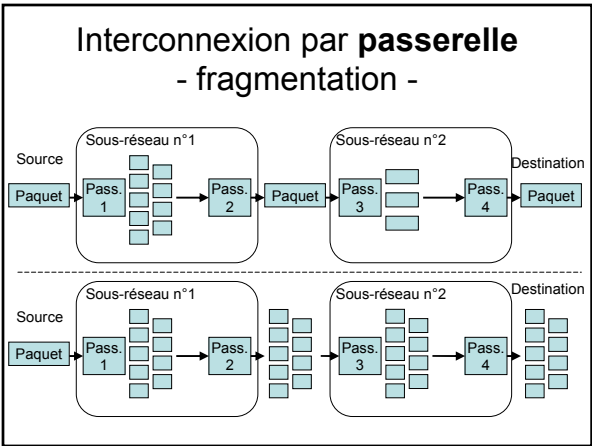 Interconnexion par passerelle
- fragmentation -
Sous-réseau n°1
Sous-réseau n°2
Source
Destination
Paquet
Pass.
1
Pass.
2
Paquet
Pass.
3
Pass.
4
Paquet
Sous-réseau n°1
Sous-réseau n°2
Destination
Source
Paquet
Pass.
1
Pass.
2
Pass.
3
Pass.
4